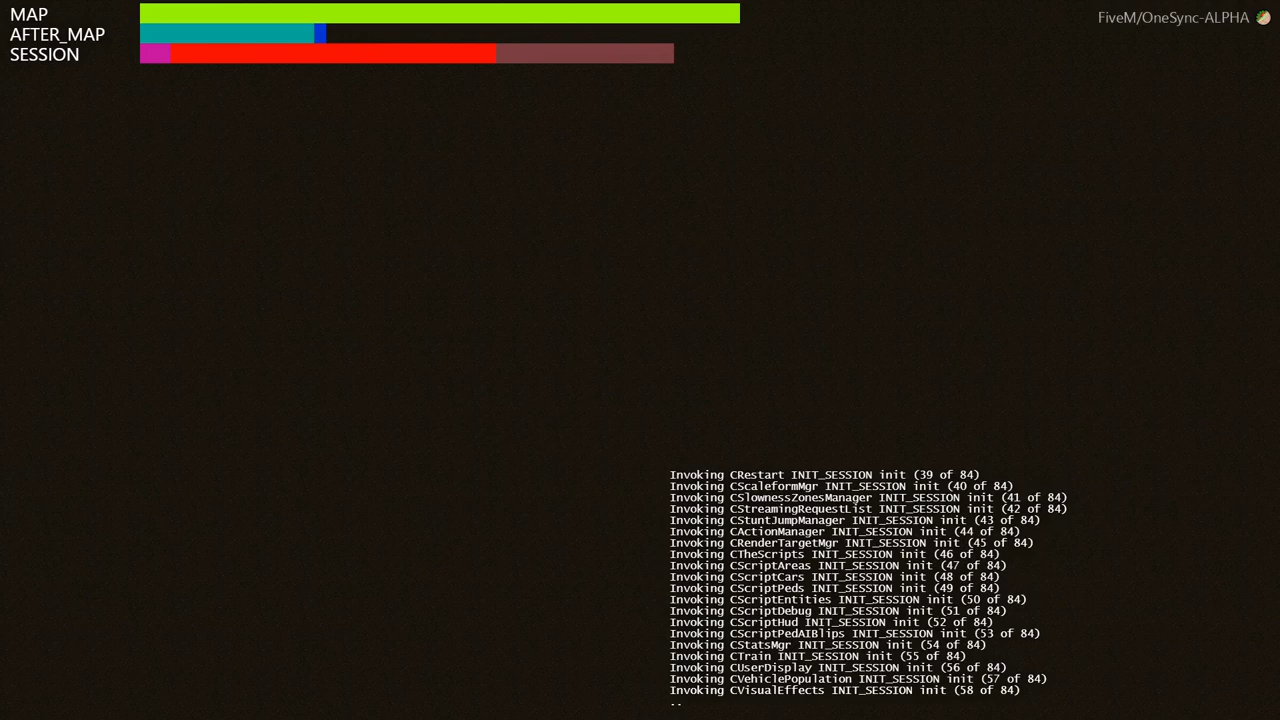 MAP
FiveM/OneSync-ALPHA
AFTER_MAP
SESSION
Invoking CRestart INIT_SESSION init (39 of 84)
Invoking CScaleformMgr INIT_SESSION init (40 of 84)
Invoking CSlownessZonesManager INIT_SESSION init (41 of 84)
Invoking CStreamingRequestList INIT_SESSION init (42 of 84)
Invoking CStuntJumpManager INIT_SESSION init (43 of 84)
Invoking CActionManager INIT_SESSION init (44 of 84)
Invoking CRenderTargetMgr INIT_SESSION init (45 of 84)
Invoking CTheScripts INIT_SESSION init (46 of 84)
Invoking CScriptAreas INIT_SESSION init (47 of 84)
Invoking CScriptCars INIT_SESSION init (48 of 84)
Invoking CScriptPeds INIT_SESSION init (49 of 84)
Invoking CScriptEntities INIT_SESSION init (50 of 84)
Invoking CScriptDebug INIT_SESSION init (51 of 84)
Invoking CScriptHud INIT_SESSION init (52 of 84)
Invoking CScriptPedAIBlips INIT_SESSION init (53 of 84)
Invoking CStatsMgr INIT_SESSION init (54 of 84)
Invoking CTrain INIT_SESSION init (55 of 84)
Invoking CUserDisplay INIT_SESSION init (56 of 84)
Invoking CVehiclePopulation INIT_SESSION init (57 of 84)
Invoking CVisualEffects INIT_SESSION init (58 of 84)
..